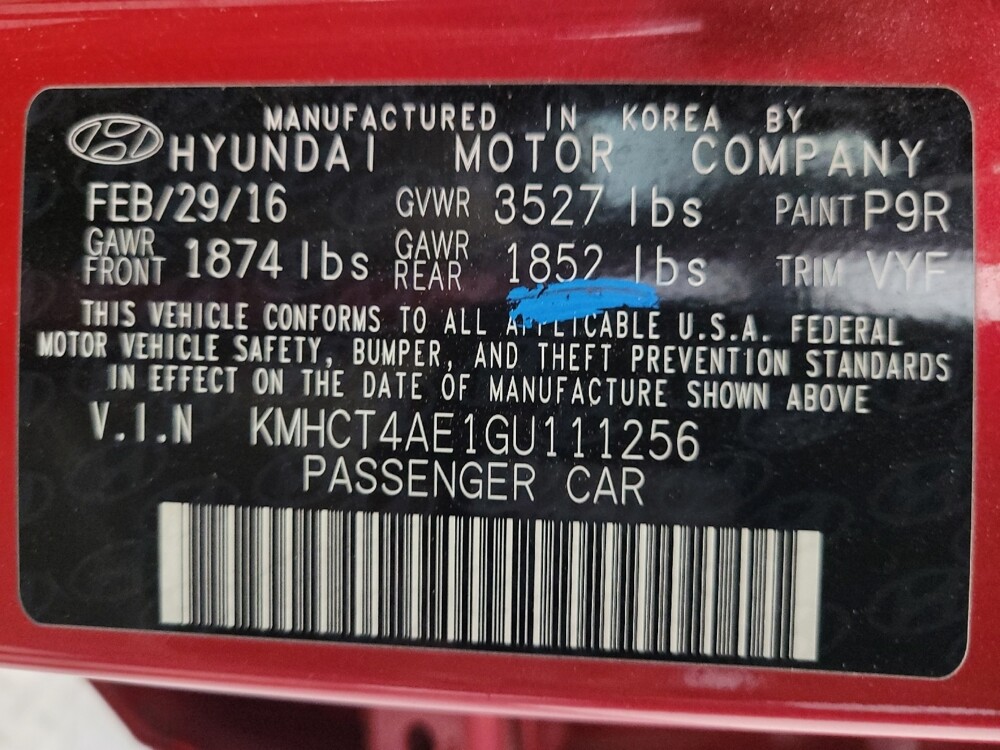 MANUFACTURED IN KOREA BY
HYUNDAI MOTOR COMPANY
FEB/29/16 GVWR 3527 lbs PAINT P9R
GAWR FRONT 1874 lbs GAWR REAR 1852 lbs TRIM VYF
THIS VEHICLE CONFORMS TO ALL APPLICABLE U.S.A. FEDERAL
MOTOR VEHICLE SAFETY, BUMPER, AND THEFT PREVENTION STANDARDS
IN EFFECT ON THE DATE OF MANUFACTURE SHOWN ABOVE
V.I.N KMHCT4AE1GU111256
PASSENGER CAR